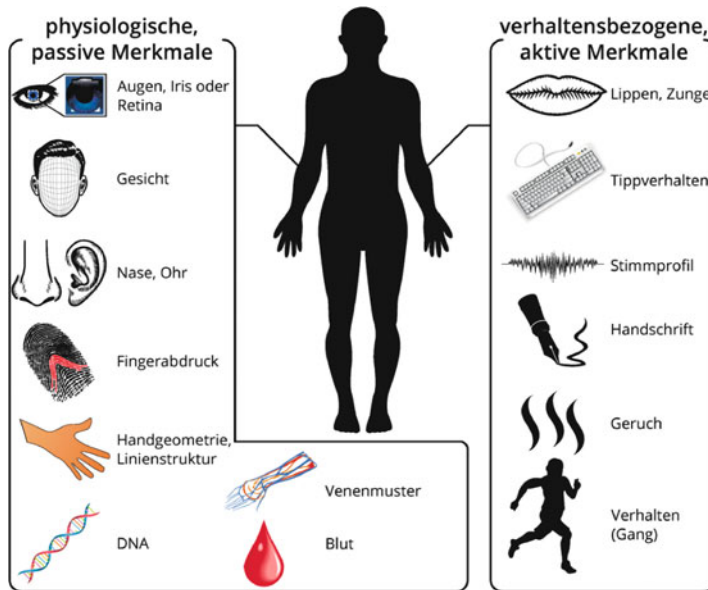 physiologische,
passive Merkmale
Augen, Iris oder
Retina
Gesicht
Nase, Ohr
Fingerabdruck
Handgeometrie,
Linienstruktur
DNA
Venenmuster
Blut
verhaltensbezogene,
aktive Merkmale
Lippen, Zunge
Tippverhalten
Stimmprofil
Handschrift
Geruch
Verhalten
(Gang)